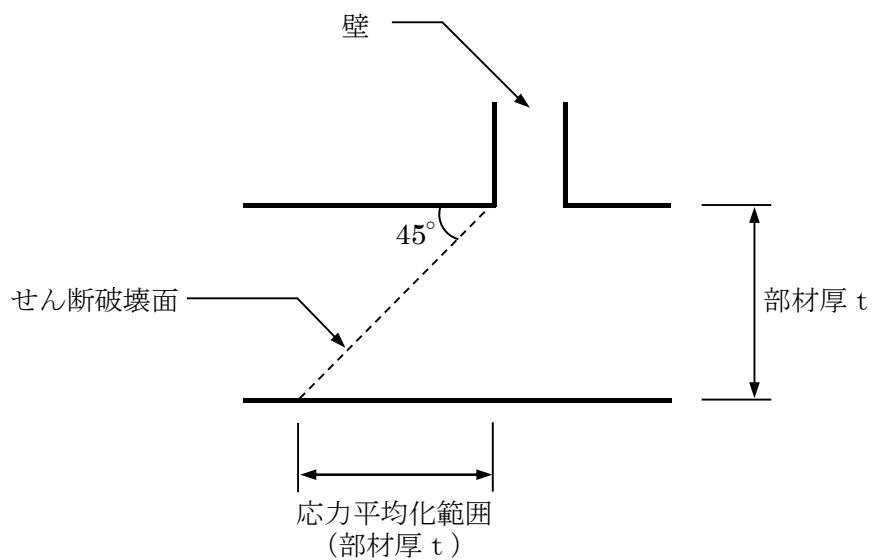 壁
45°
せん断破壊面
部材厚 t
応力平均化範囲
（部材厚 t ）